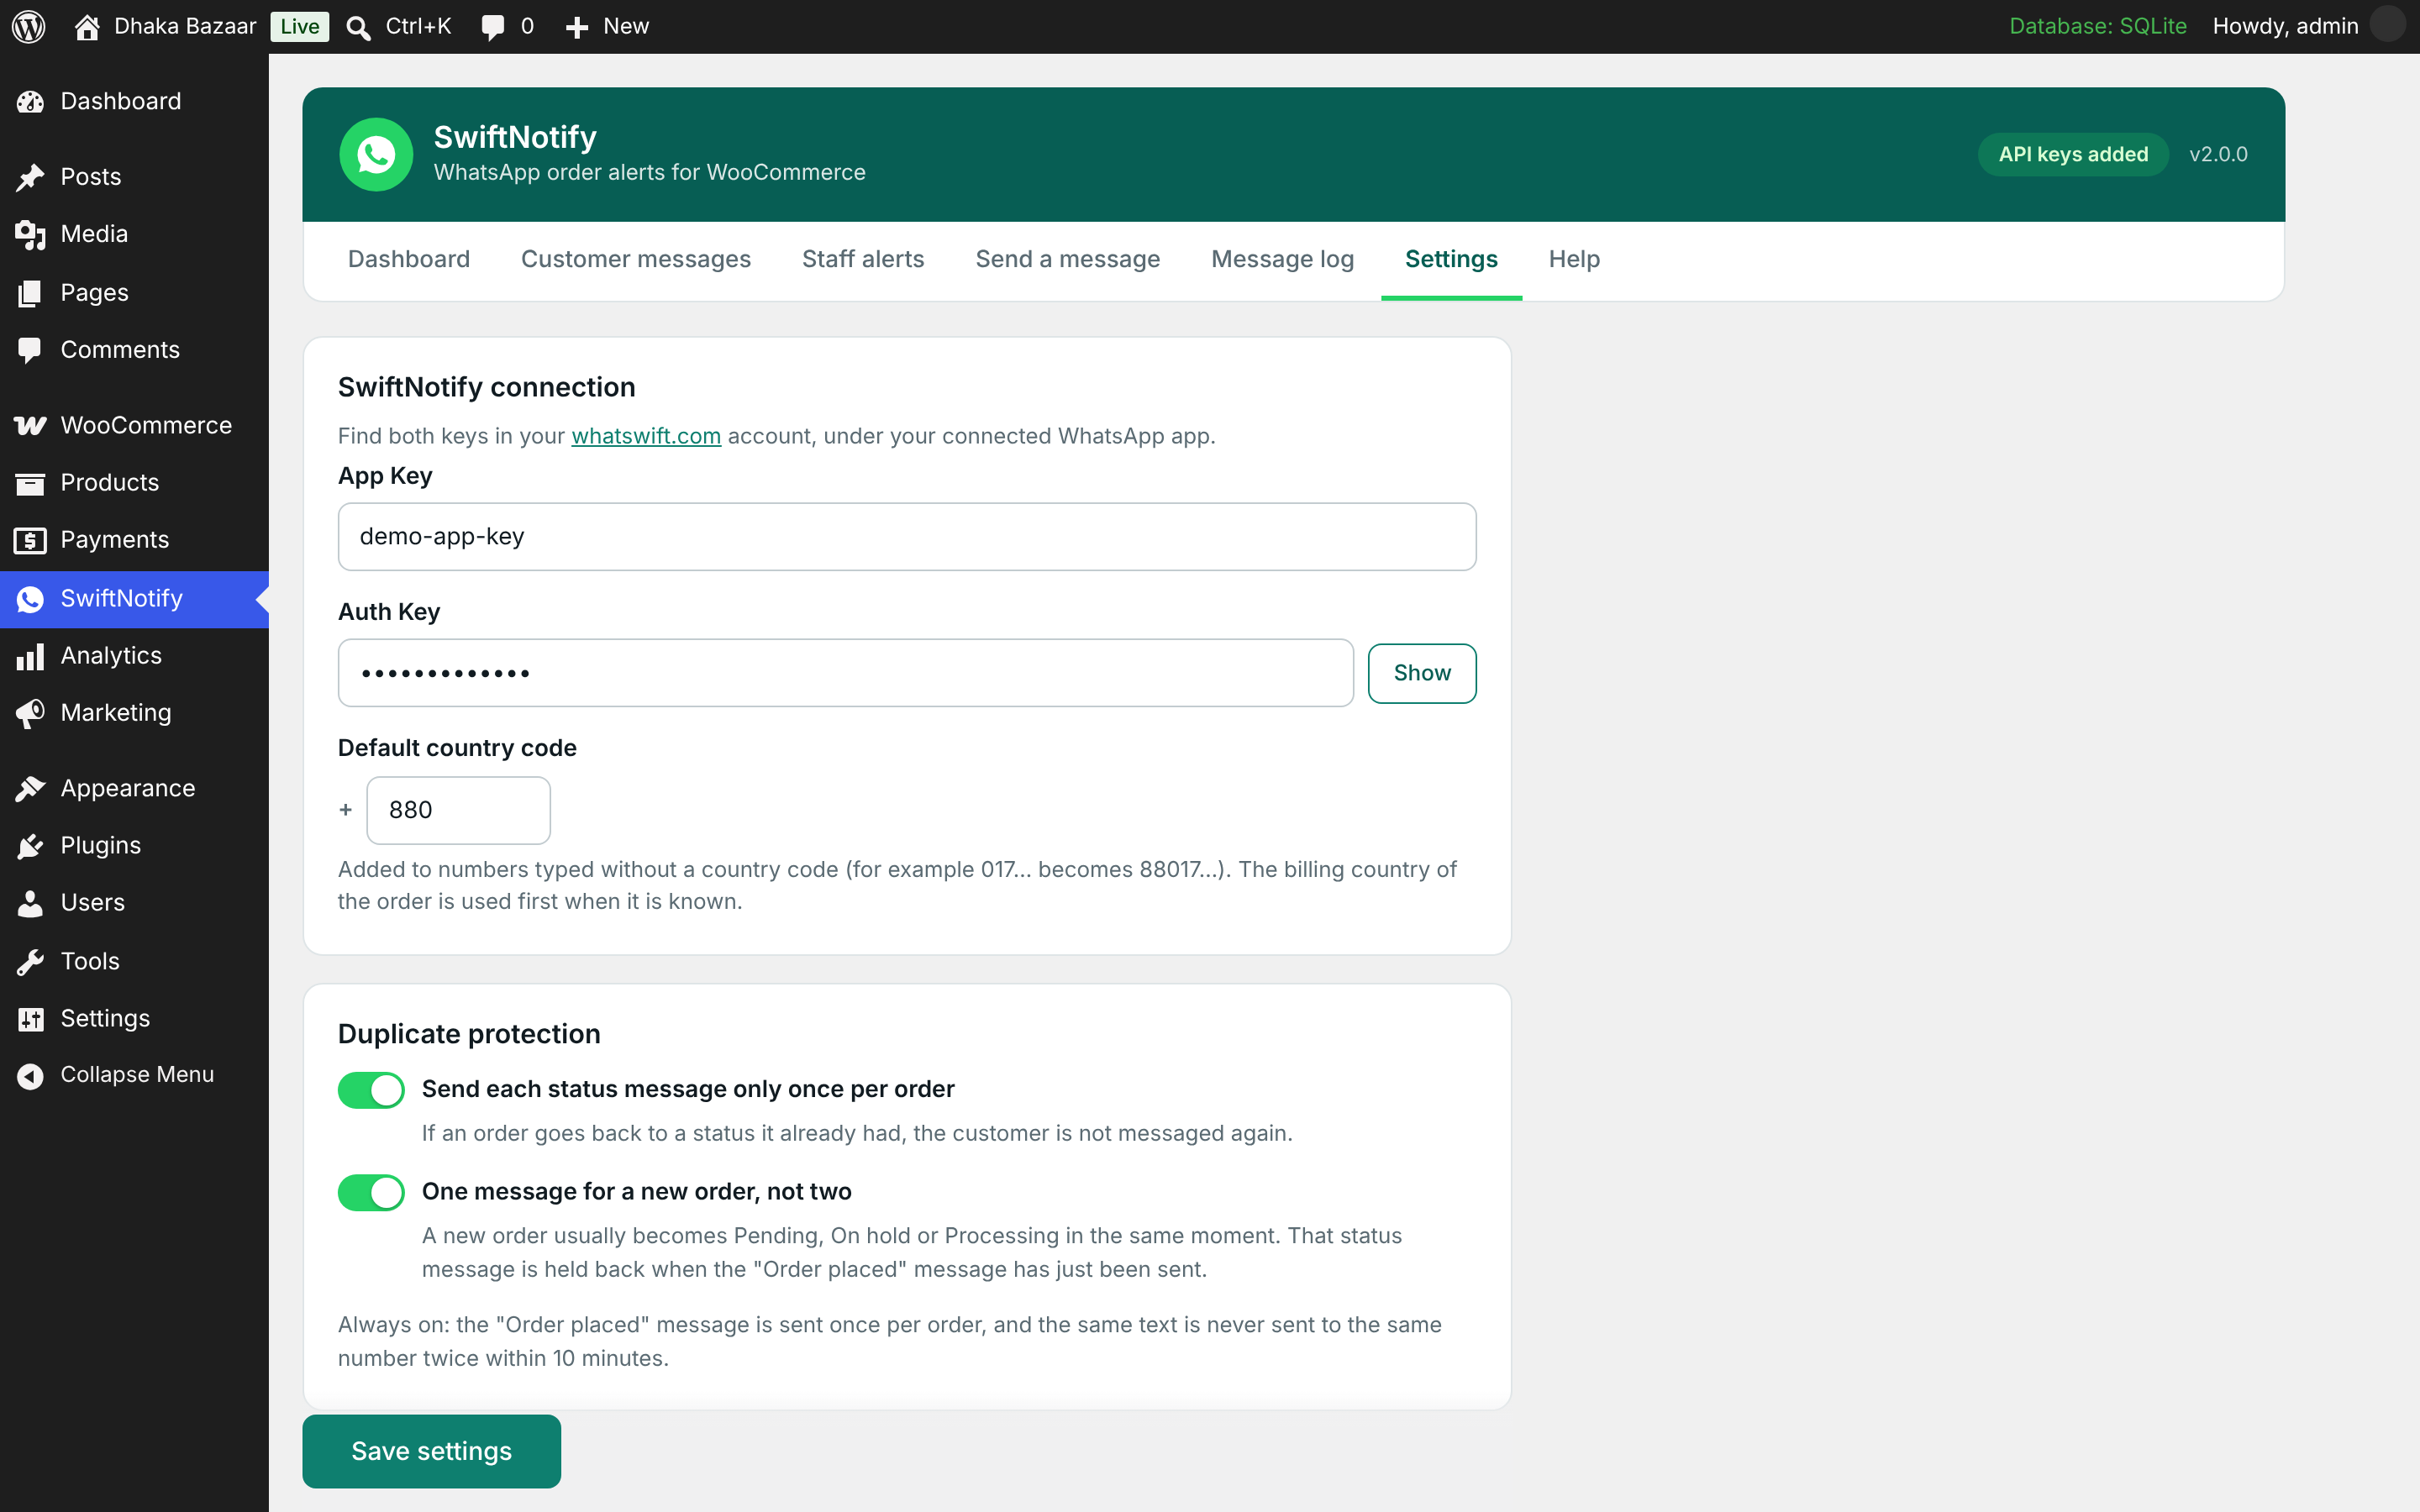 Dhaka Bazaar
Live
Ctrl+K
0
New
Database: SQLite
Howdy, admin
Dashboard
Posts
Media
Pages
Comments
WooCommerce
Products
Payments
SwiftNotify
Analytics
Marketing
Appearance
Plugins
Users
Tools
Settings
Collapse Menu
SwiftNotify
WhatsApp order alerts for WooCommerce
API keys added
v2.0.0
Dashboard
Customer messages
Staff alerts
Send a message
Message log
Settings
Help
SwiftNotify connection
Find both keys in your whatswift.com account, under your connected WhatsApp app.
App Key
demo-app-key
Auth Key
•••••••••••••
Show
Default country code
+ 880
Added to numbers typed without a country code (for example 017... becomes 88017...). The billing country of
the order is used first when it is known.
Duplicate protection
Send each status message only once per order
If an order goes back to a status it already had, the customer is not messaged again.
One message for a new order, not two
A new order usually becomes Pending, On hold or Processing in the same moment. That status
message is held back when the "Order placed" message has just been sent.
Always on: the "Order placed" message is sent once per order, and the same text is never sent to the same
number twice within 10 minutes.
Save settings